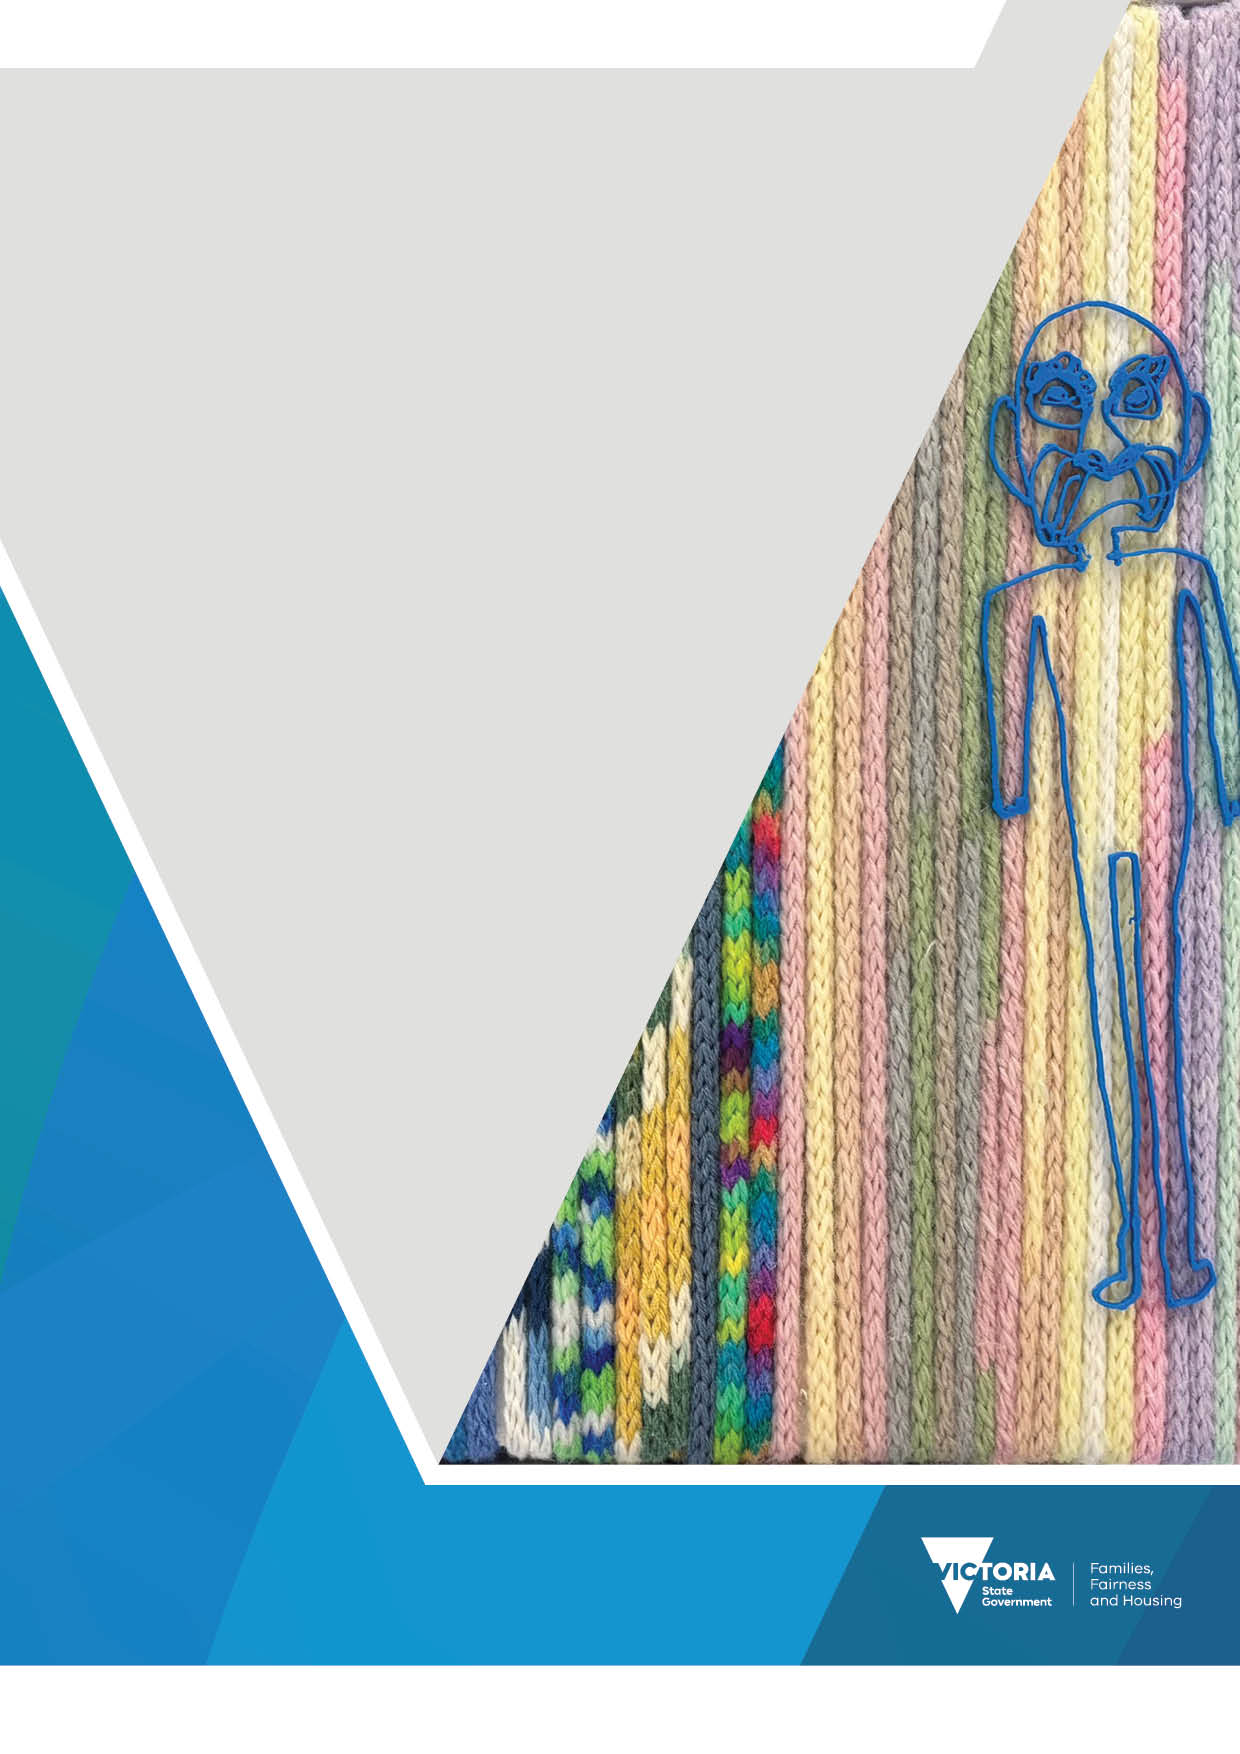 VICTORIA
State
Government
Families,
Fairness
and Housing